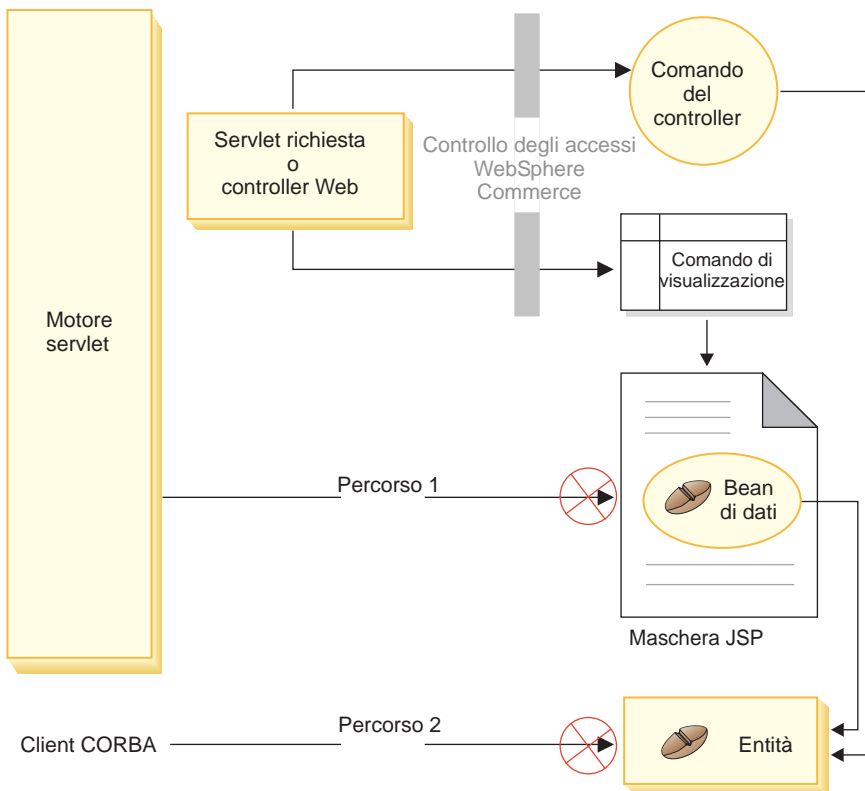 Comando
del
controller
Servlet richiesta
o
controller Web
Controllo degli accessi
WebSphere
Commerce
Comando di
visualizzazione
Motore
servlet
Percorso 1
Bean
di dati
Maschera JSP
Percorso 2
Client CORBA
Entità